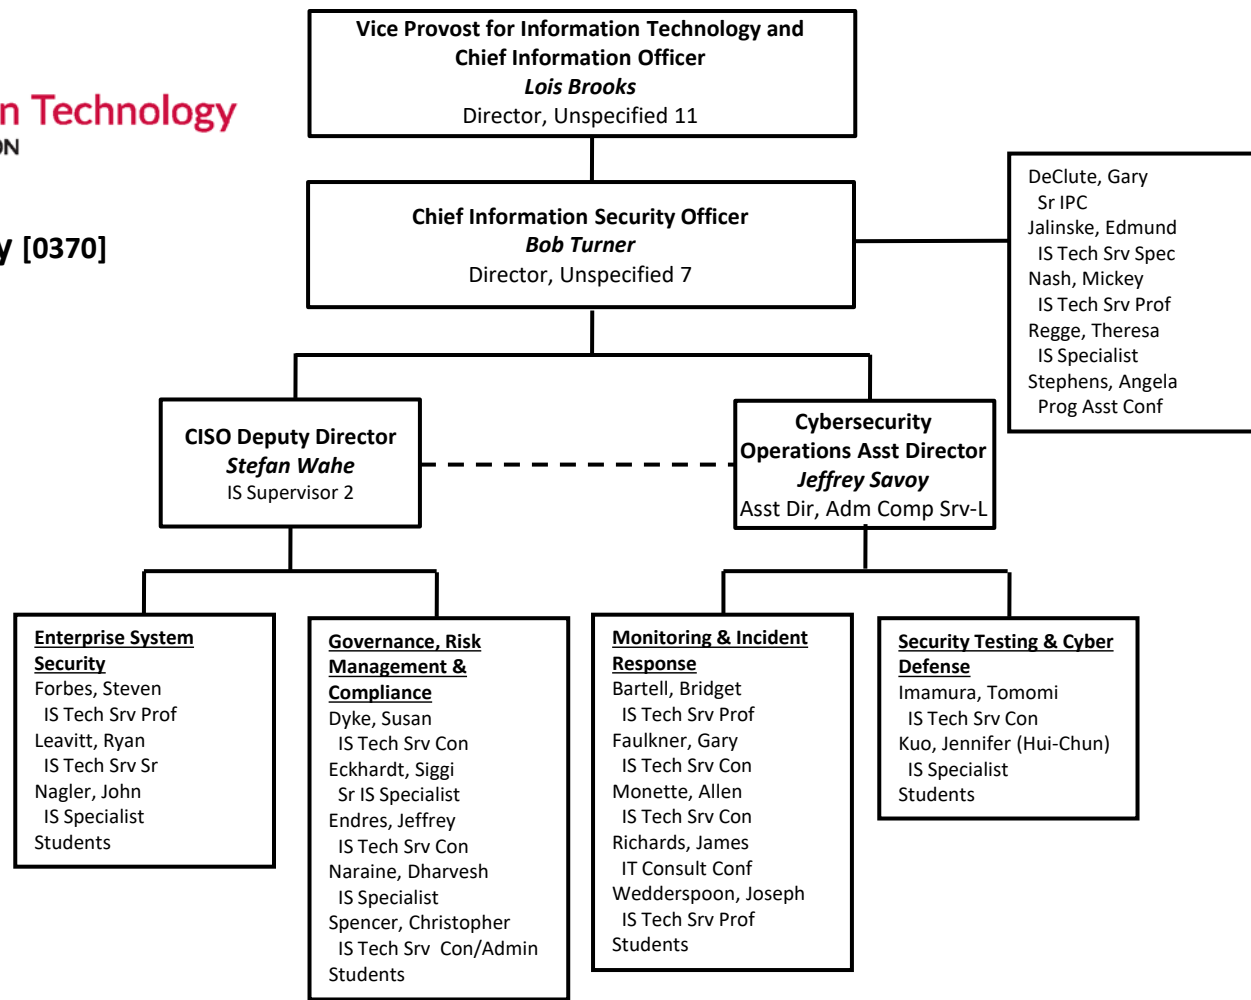 Vice Provost for Information Technology and
Chief Information Officer
Lois Brooks
Director, Unspecified 11
Technology
[0370]
Chief Information Security Officer
Bob Turner
Director, Unspecified 7
DeClute, Gary
Sr IPC
Jalinske, Edmund
IS Tech Srv Spec
Nash, Mickey
IS Tech Srv Prof
Regge, Theresa
IS Specialist
Stephens, Angela
Prog Asst Conf
CISO Deputy Director
Stefan Wahe
IS Supervisor 2
Cybersecurity
Operations Asst Director
Jeffrey Savoy
Asst Dir, Adm Comp Srv-L
Enterprise System
Security
Forbes, Steven
IS Tech Srv Prof
Leavitt, Ryan
IS Tech Srv Sr
Nagler, John
IS Specialist
Students
Governance, Risk
Management &
Compliance
Dyke, Susan
IS Tech Srv Con
Eckhardt, Siggi
Sr IS Specialist
Endres, Jeffrey
IS Tech Srv Con
Naraine, Dharvesh
IS Specialist
Spencer, Christopher
IS Tech Srv  Con/Admin
Students
Monitoring & Incident
Response
Bartell, Bridget
IS Tech Srv Prof
Faulkner, Gary
IS Tech Srv Con
Monette, Allen
IS Tech Srv Con
Richards, James
IT Consult Conf
Wedderspoon, Joseph
IS Tech Srv Prof
Students
Security Testing & Cyber
Defense
Imamura, Tomomi
IS Tech Srv Con
Kuo, Jennifer (Hui-Chun)
IS Specialist
Students